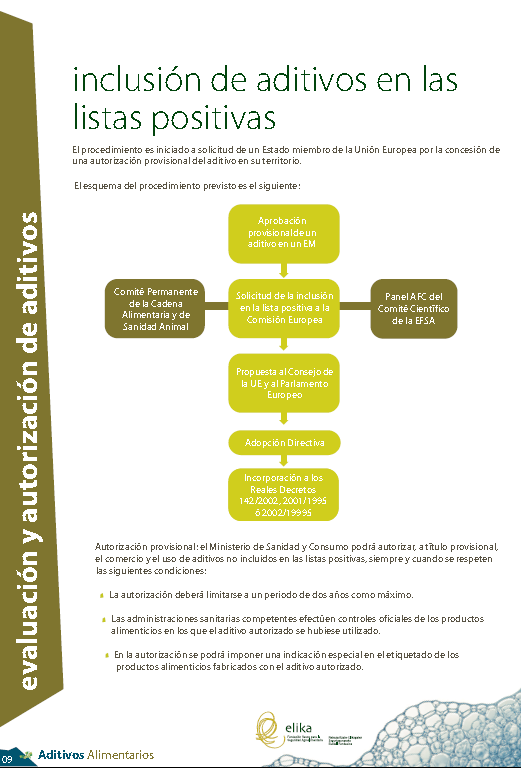 inclusión de aditivos en las
listas positivas
El procedimiento es iniciado a solicitud de un Estado miembro de la Unión Europea por la concesión de
una autorización provisional del aditivo en su territorio.
El esquema del procedimiento previsto es el siguiente:
Aprobación
provisional de un
aditivo en un EM
Comité Permanente
de la Cadena
Alimentaria y de
Sanidad Animal
Solicitud de la inclusión
en la lista positiva a la
Comisión Europea
Panel AFC del
Comité Científico
de la EFSA
Propuesta al Consejo de
la UE y al Parlamento
Europeo
Adopción Directiva
Incorporación a los
Reales Decretos
142/2002, 2001/1995
ó 2002/19995
Autorización provisional: el Ministerio de Sanidad y Consumo podrá autorizar, a título provisional,
el comercio y el uso de aditivos no incluidos en las listas positivas, siempre y cuando se respeten
las siguientes condiciones:
La autorización deberá limitarse a un periodo de dos años como máximo.
Las administraciones sanitarias competentes efectúen controles oficiales de los productos
alimenticios en los que el aditivo autorizado se hubiese utilizado.
En la autorización se podrá imponer una indicación especial en el etiquetado de los
productos alimenticios fabricados con el aditivo autorizado.
evaluación y autorización de aditivos
elika
09
Aditivos Alimentarios